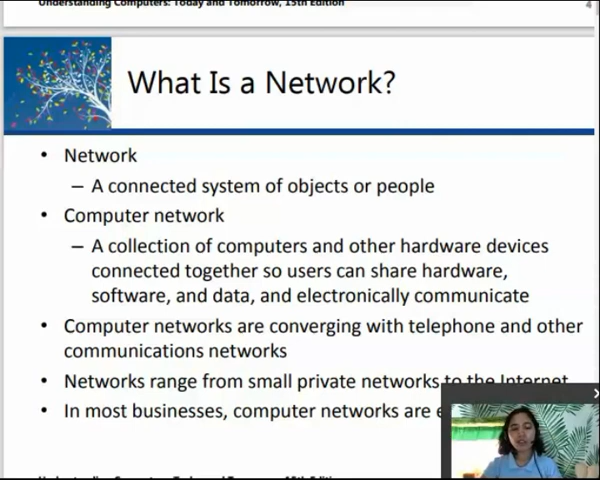 Understanding Computers: Today and Tomorrow, 15th Edition
4
What Is a Network?
• Network
– A connected system of objects or people
• Computer network
– A collection of computers and other hardware devices
connected together so users can share hardware,
software, and data, and electronically communicate
• Computer networks are converging with telephone and other
communications networks
• Networks range from small private networks to the Internet
• In most businesses, computer networks are